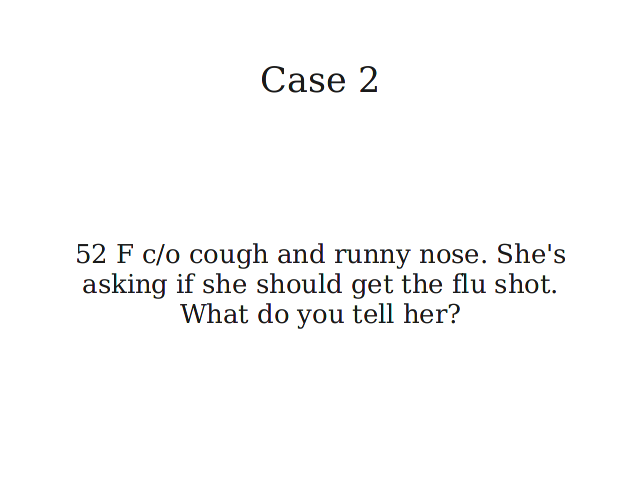 Case 2
52 F c/o cough and runny nose. She's
asking if she should get the flu shot.
What do you tell her?